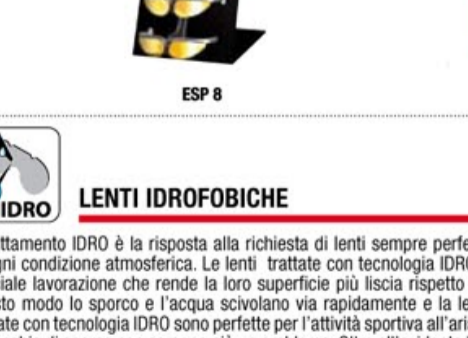 ESP 8
IDRO
LENTI IDROFOBICHE
ttamento IDRO è la risposta alla richiesta di lenti sempre perfe
gni condizione atmosferica. Le lenti trattate con tecnologia IDRO
iale lavorazione che rende la loro superficie più liscia rispetto
sto modo lo sporco e l'acqua scivolano via rapidamente e la le
ate con tecnologia IDRO sono perfette per l'attività sportiva all'aria